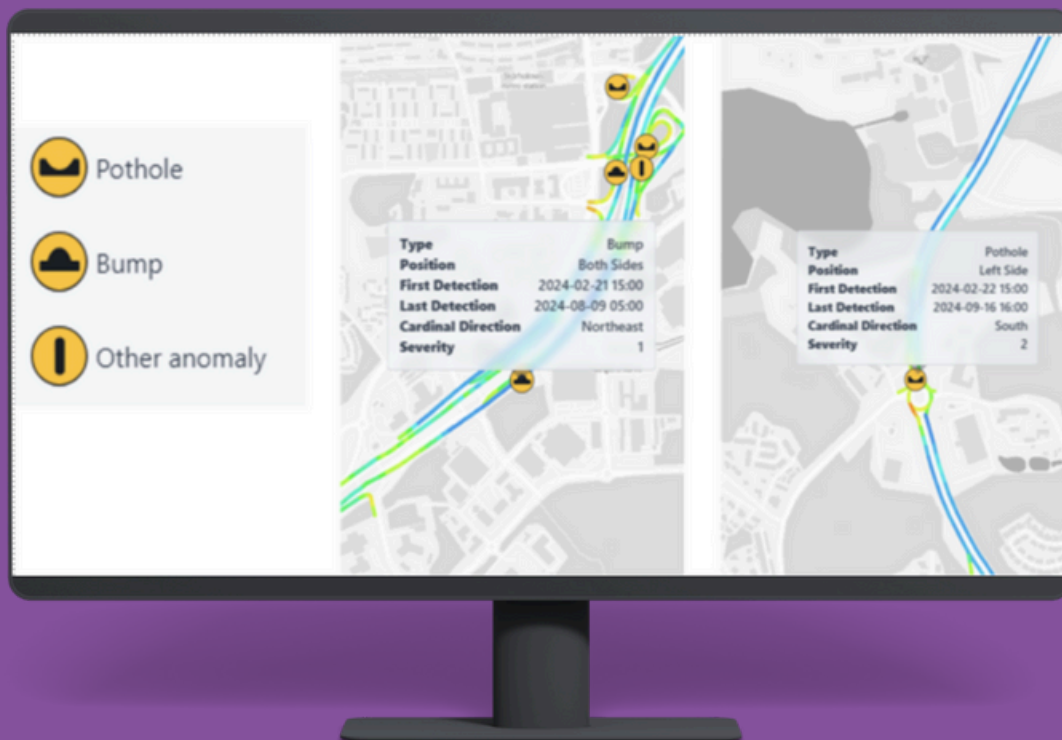 Pothole
Bump
Other anomaly
Type Bump
Position Both Sides
First Detection 2024-02-21 15:00
Last Detection 2024-08-09 05:00
Cardinal Direction Northeast
Severity 1
Type Pothole
Position Left Side
First Detection 2024-02-22 15:00
Last Detection 2024-09-16 16:00
Cardinal Direction South
Severity 2